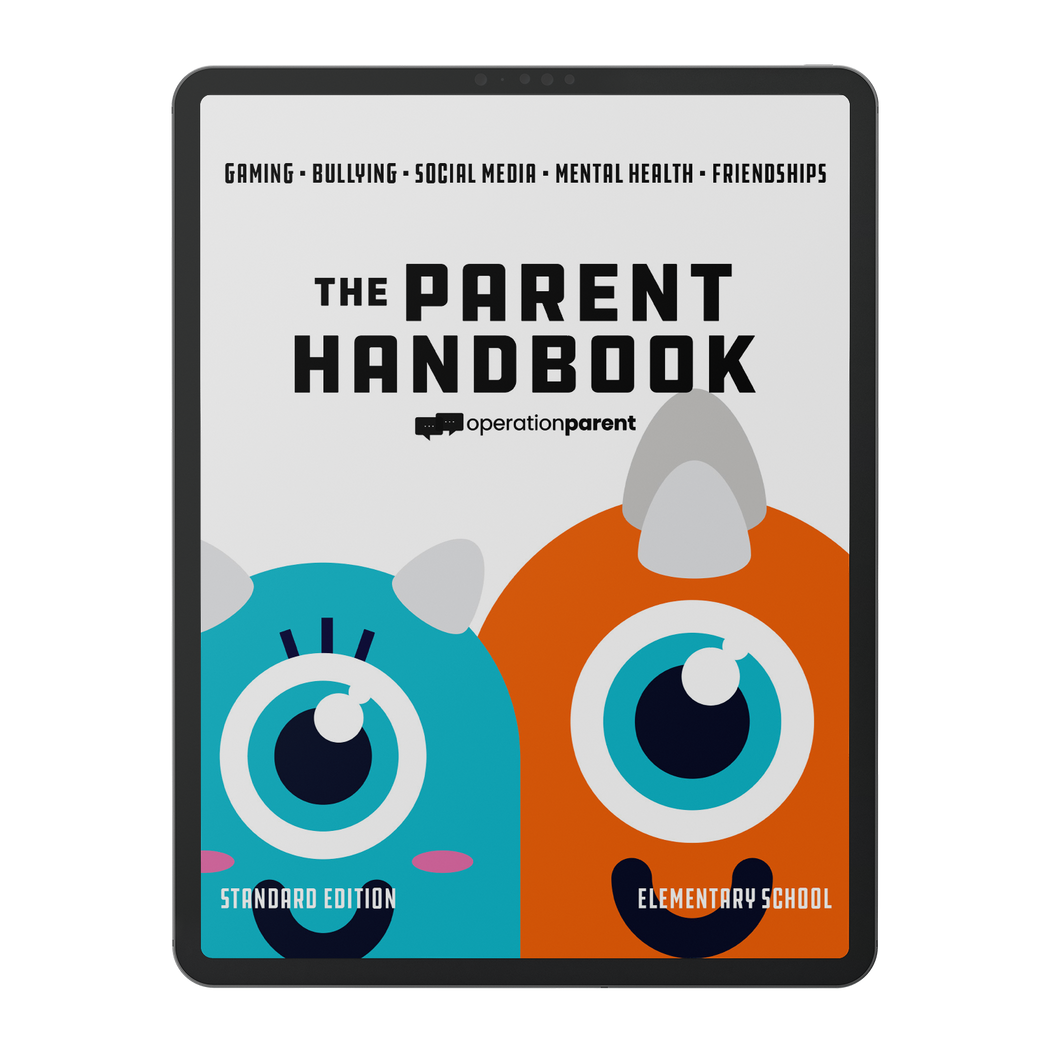 GAMING • BULLYING • SOCIAL MEDIA • MENTAL HEALTH • FRIENDSHIPS
THE PARENT
HANDBOOK
operationparent
STANDARD EDITION
ELEMENTARY SCHOOL